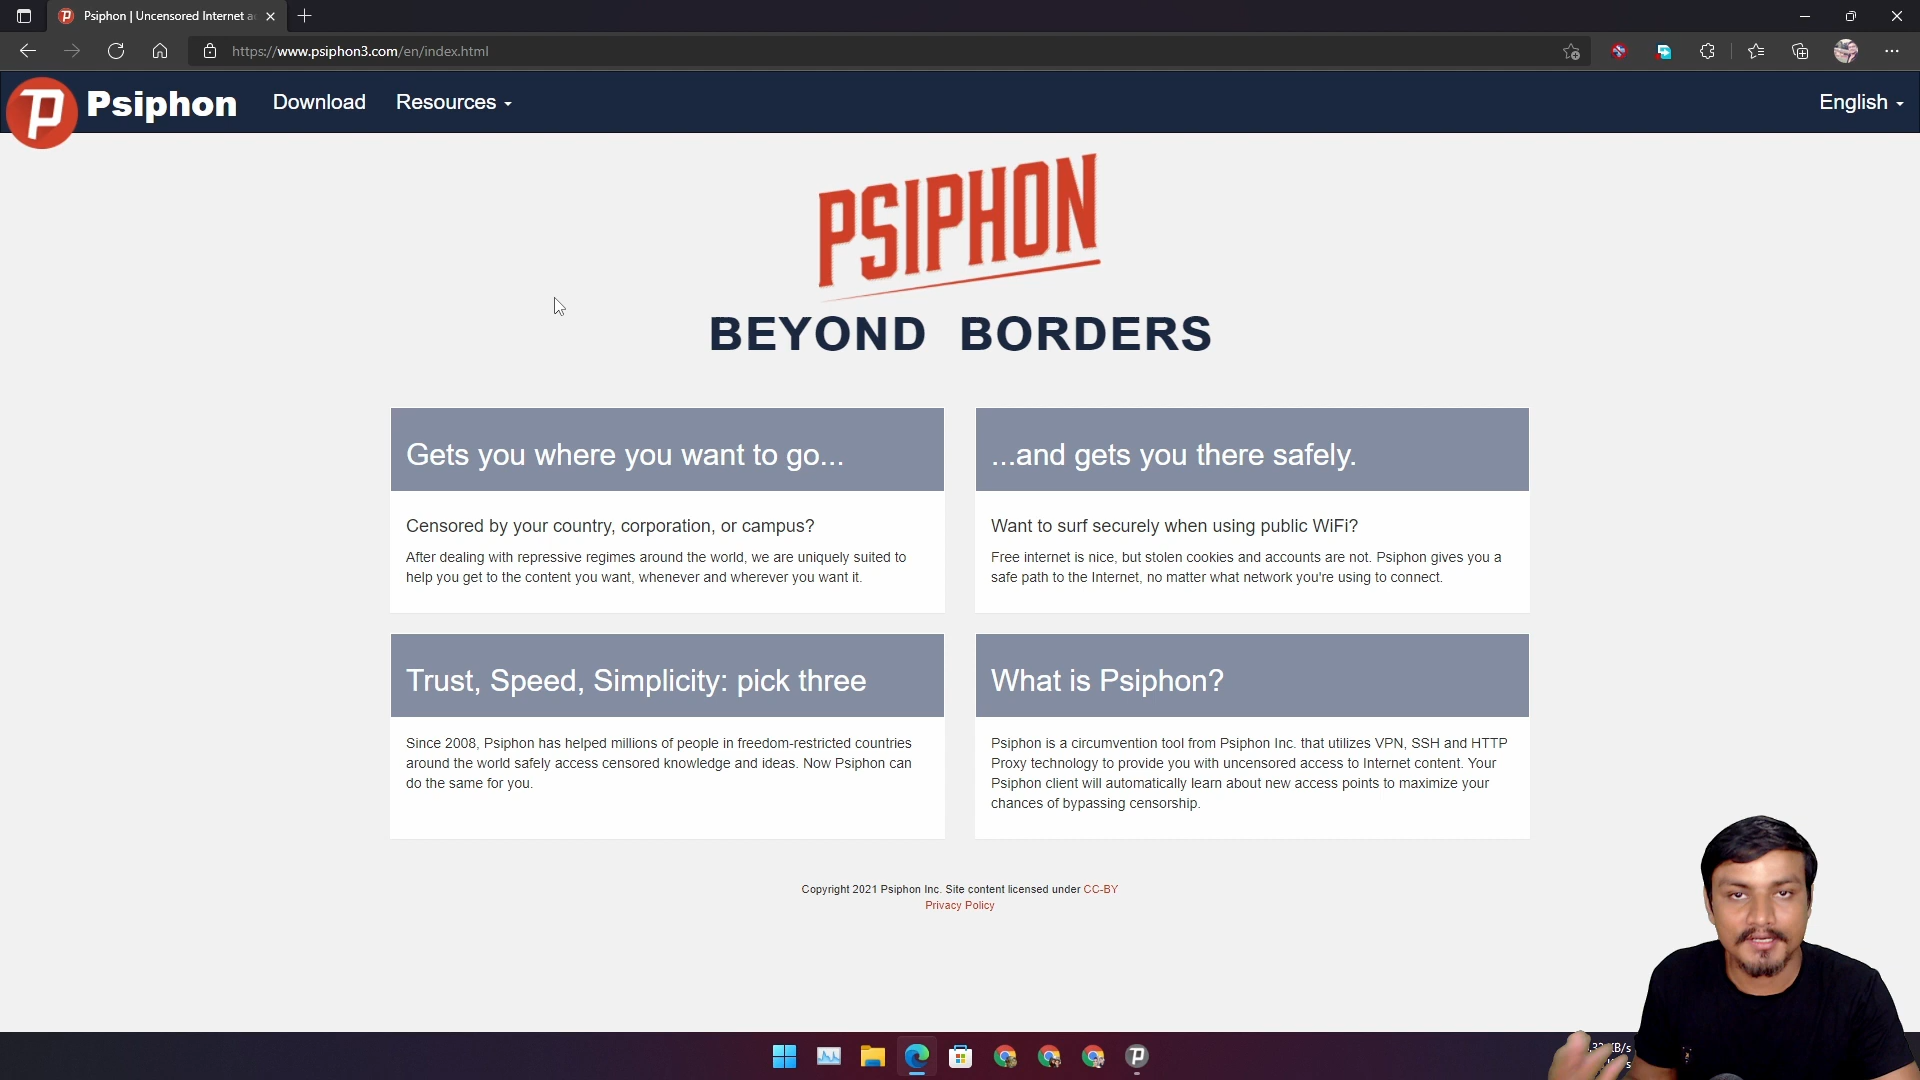 Psiphon | Uncensored Internet a
https://www.psiphon3.com/en/index.html
Psiphon
Download
Resources
English
PSIPHON
BEYOND BORDERS
Gets you where you want to go...
Censored by your country, corporation, or campus?
After dealing with repressive regimes around the world, we are uniquely suited to
help you get to the content you want, whenever and wherever you want it.
...and gets you there safely.
Want to surf securely when using public WiFi?
Free internet is nice, but stolen cookies and accounts are not. Psiphon gives you a
safe path to the Internet, no matter what network you're using to connect.
Trust, Speed, Simplicity: pick three
Since 2008, Psiphon has helped millions of people in freedom-restricted countries
around the world safely access censored knowledge and ideas. Now Psiphon can
do the same for you.
What is Psiphon?
Psiphon is a circumvention tool from Psiphon Inc. that utilizes VPN, SSH and HTTP
Proxy technology to provide you with uncensored access to Internet content. Your
Psiphon client will automatically learn about new access points to maximize your
chances of bypassing censorship.
Copyright 2021 Psiphon Inc. Site content licensed under CC-BY
Privacy Policy